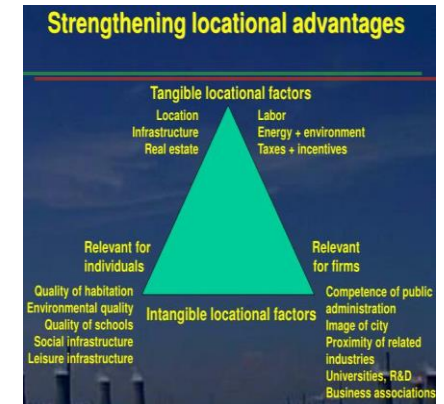 Strengthening locational advantages
Tangible locational factors
Location
Infrastructure
Real estate
Labor
Energy + environment
Taxes + incentives
Relevant for
individuals
Relevant
for firms
Quality of habitation
Environmental quality
Quality of schools
Social infrastructure
Leisure infrastructure
Intangible locational factors
Competence of public
administration
Image of city
Proximity of related
industries
Universities, R&D
Business associations